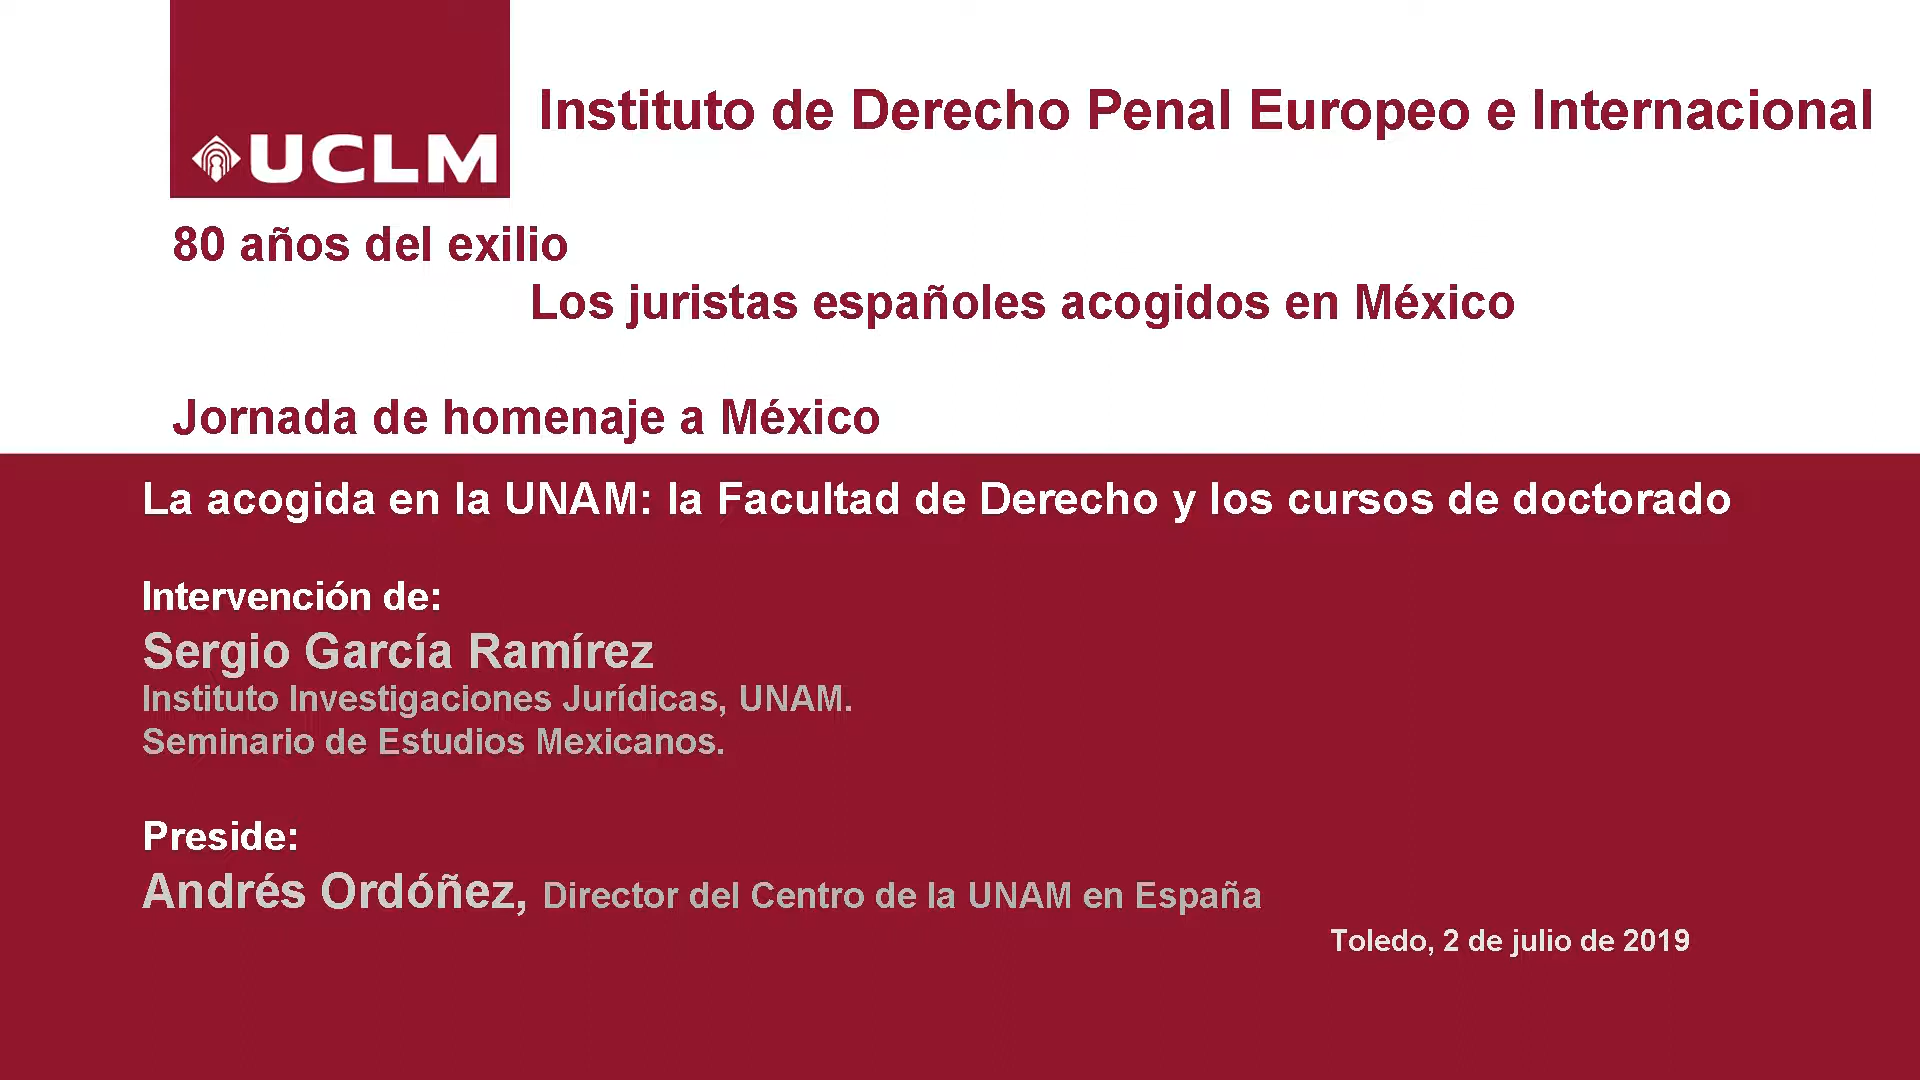 UCLM
Instituto de Derecho Penal Europeo e Internacional
80 años del exilio
Los juristas españoles acogidos en México
Jornada de homenaje a México
La acogida en la UNAM: la Facultad de Derecho y los cursos de doctorado
Intervención de:
Sergio García Ramírez
Instituto Investigaciones Jurídicas, UNAM.
Seminario de Estudios Mexicanos.
Preside:
Andrés Ordóñez, Director del Centro de la UNAM en España
Toledo, 2 de julio de 2019